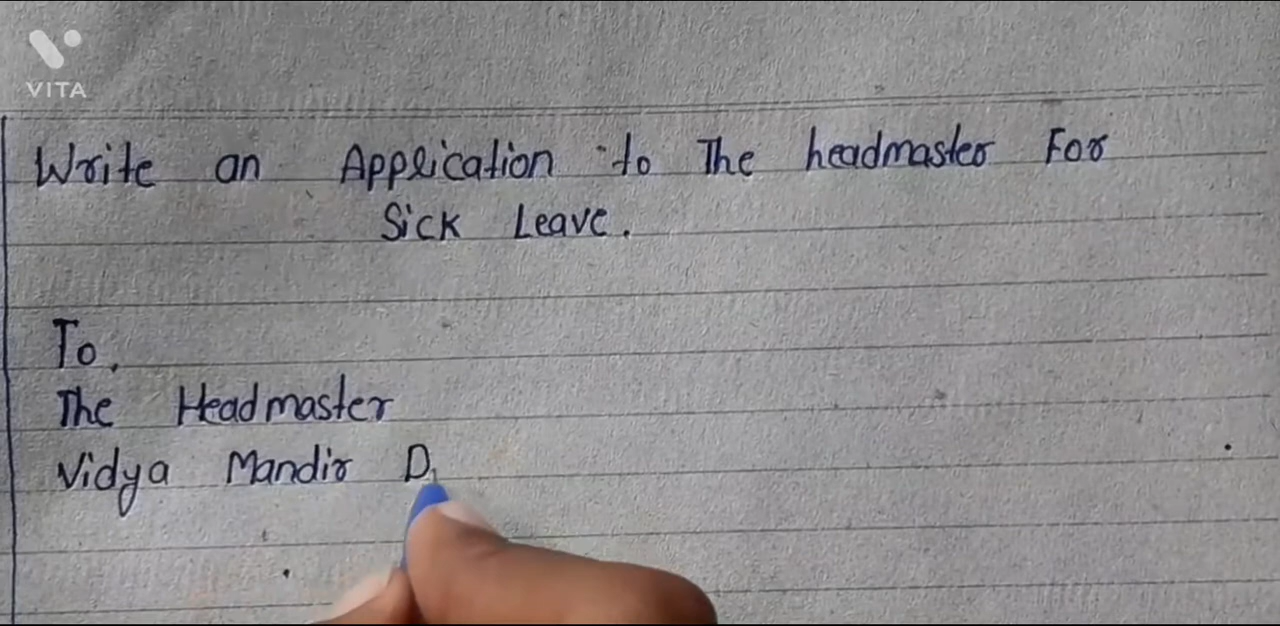 VITA
Write an Application to The headmaster For
Sick Leave.
To,
The Headmaster
Vidya Mandir D